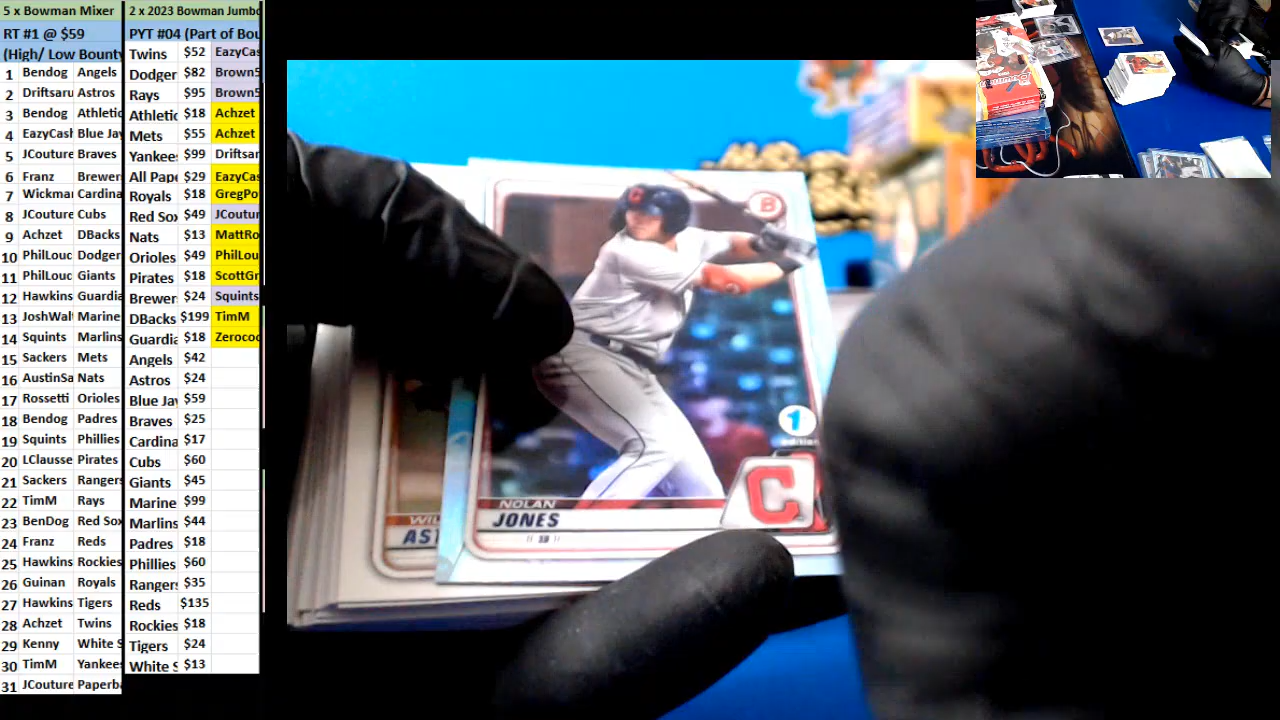 5 x Bowman Mixer
RT #1 @ $59
(High/ Low Bounty
1 Bendog Angels
2 Driftsaru Astros
3 Bendog Athletic
4 EazyCash Blue Jay
5 JCouture Braves
6 Franz Brewer
7 Wickma Cardina
8 JCouture Cubs
9 Achzet DBacks
10 PhilLouc Dodger
11 PhilLouc Giants
12 Hawkins Guardia
13 JoshWal Marine
14 Squints Marlins
15 Sackers Mets
16 AustinSa Nats
17 Rossetti Orioles
18 Bendog Padres
19 Squints Phillies
20 LClausse Pirates
21 Sackers Rangers
22 TimM Rays
23 BenDog Red Sox
24 Franz Reds
25 Hawkins Rockies
26 Guinan Royals
27 Hawkins Tigers
28 Achzet Twins
29 Kenny White S
30 TimM Yankee
31 JCouture Paperba
2 x 2023 Bowman Jumbo
PYT #04 (Part of Bou
Twins $52 EazyCas
Dodger $82 Brown5
Rays $95 Brown5
Athletic $18 Achzet
Mets $55 Achzet
Yankee $99 Driftsar
All Pape $29 EazyCas
Royals $18 GregPo
Red Sox $49 JCoutur
Nats $13 MattRo
Orioles $49 PhilLou
Pirates $18 ScottGr
Brewer $24 Squints
DBacks $199 TimM
Guardia $18 Zerocoo
Angels $42
Astros $24
Blue Jay $59
Braves $25
Cardina $17
Cubs $60
Giants $45
Marine $99
Marlins $44
Padres $18
Phillies $60
Rangers $35
Reds $135
Rockies $18
Tigers $24
White S $13
B
1
edition
C
NOLAN
JONES
WIL
AST